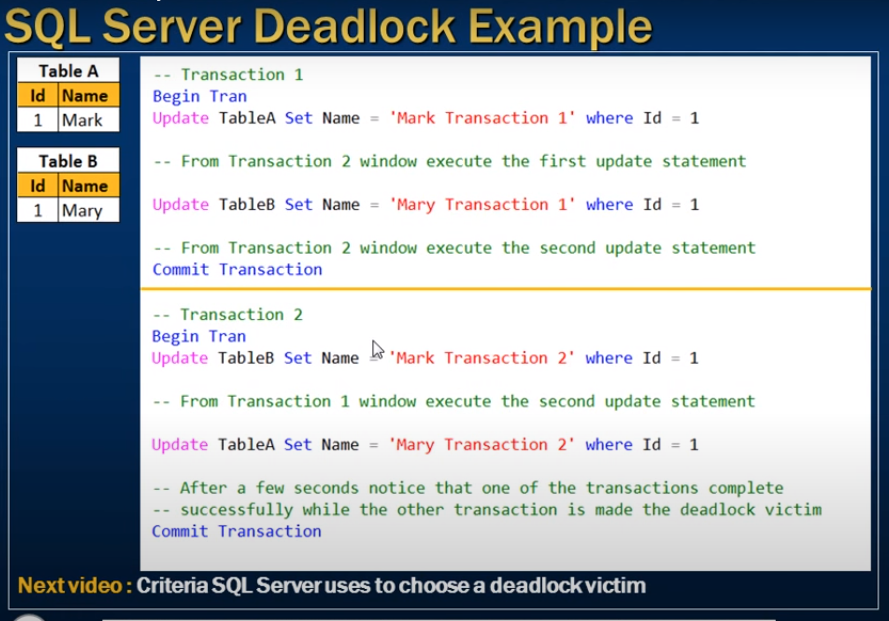 SQL Server Deadlock Example
Table A
Id Name
1 Mark
Table B
Id Name
1 Mary
-- Transaction 1
Begin Tran
Update TableA Set Name = 'Mark Transaction 1' where Id = 1
-- From Transaction 2 window execute the first update statement
Update TableB Set Name = 'Mary Transaction 1' where Id = 1
-- From Transaction 2 window execute the second update statement
Commit Transaction
-- Transaction 2
Begin Tran
Update TableB Set Name = 'Mark Transaction 2' where Id = 1
-- From Transaction 1 window execute the second update statement
Update TableA Set Name = 'Mary Transaction 2' where Id = 1
-- After a few seconds notice that one of the transactions complete
-- successfully while the other transaction is made the deadlock victim
Commit Transaction
Next video : Criteria SQL Server uses to choose a deadlock victim